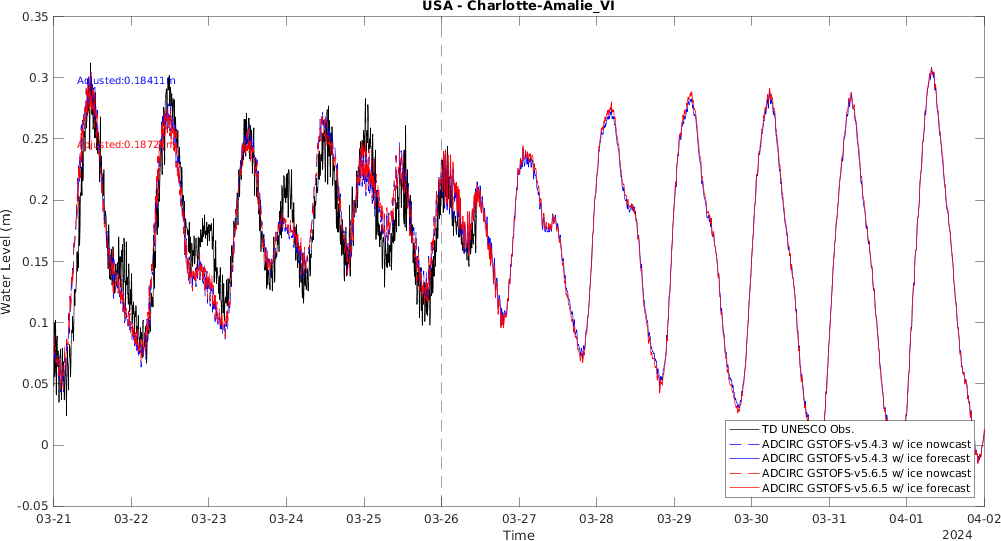 USA - Charlotte-Amalie_VI
0.35
0.3
0.25
0.2
0.15
0.1
0.05
0
-0.05
Water Level (m)
Adjusted:0.18411 m
TD UNESCO Obs.
ADCIRC GSTOFS-v5.4.3 w/ ice nowcast
ADCIRC GSTOFS-v5.4.3 w/ ice forecast
ADCIRC GSTOFS-v5.6.5 w/ ice nowcast
ADCIRC GSTOFS-v5.6.5 w/ ice forecast
03-21 03-22 03-23 03-24 03-25 03-26 03-27 03-28 03-29 03-30 03-31 04-01 04-02
Time
2024